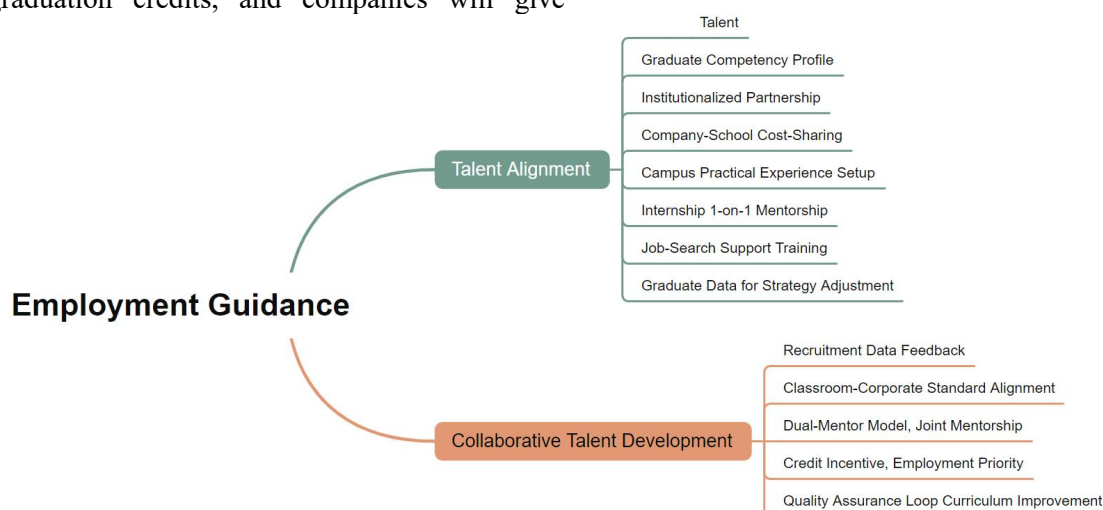 graduation credits, and companies will give
Talent
Graduate Competency Profile
Institutionalized Partnership
Company-School Cost-Sharing
Talent Alignment
Campus Practical Experience Setup
Internship 1-on-1 Mentorship
Job-Search Support Training
Graduate Data for Strategy Adjustment
Employment Guidance
Recruitment Data Feedback
Classroom-Corporate Standard Alignment
Dual-Mentor Model, Joint Mentorship
Collaborative Talent Development
Credit Incentive, Employment Priority
Quality Assurance Loop Curriculum Improvement